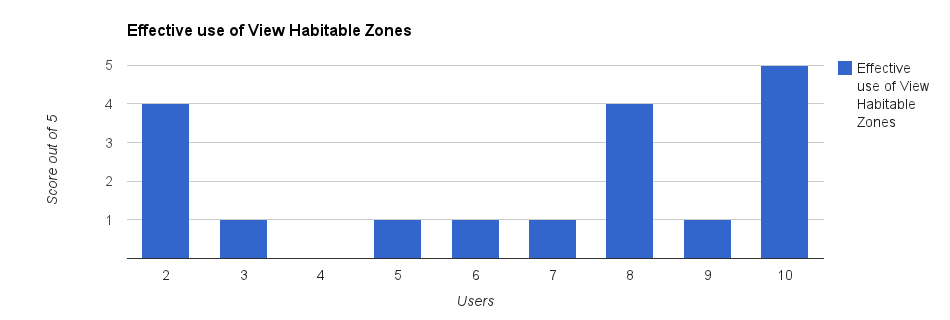 Effective use of View Habitable Zones
5
4
3
2
1
Score out of 5
2 3 4 5 6 7 8 9 10
Users
Effective
use of View
Habitable
Zones